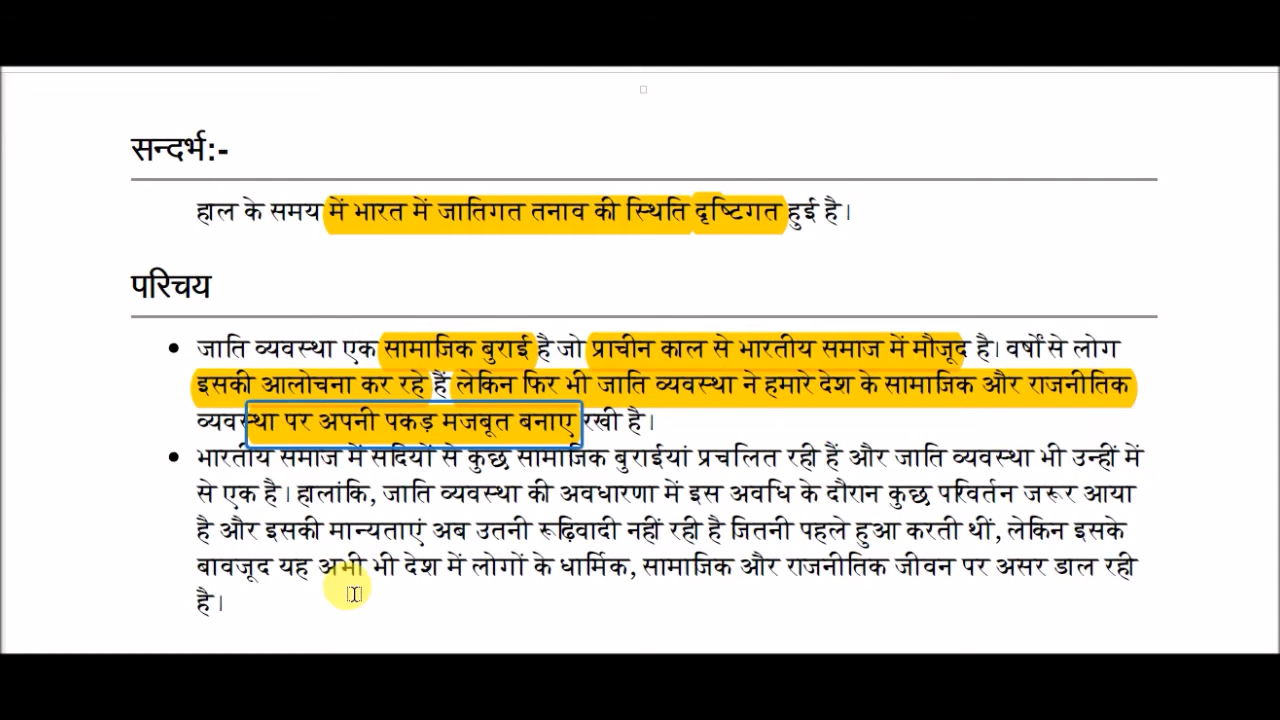 सन्दर्भ:-
हाल के समय में भारत में जातिगत तनाव की स्थिति दृष्टिगत हुई है।
परिचय
• जाति व्यवस्था एक सामाजिक बुराई है जो प्राचीन काल से भारतीय समाज में मौजूद है। वर्षों से लोग
इसकी आलोचना कर रहे हैं लेकिन फिर भी जाति व्यवस्था ने हमारे देश के सामाजिक और राजनीतिक
व्यवस्था पर अपनी पकड़ें मजबूत बनाए रखी है।
• भारतीय समाज में सदियों से कुछ सामाजिक बुराईयां प्रचलित रही हैं और जाति व्यवस्था भी उन्हीं में
से एक है। हालांकि, जाति व्यवस्था की अवधारणा में इस अवधि के दौरान कुछ परिवर्तन जरूर आया
है और इसकी मान्यताएं अब उतनी रूढ़िवादी नहीं रही है जितनी पहले हुआ करती थीं, लेकिन इसके
बावजूद यह अभी भी देश में लोगों के धार्मिक, सामाजिक और राजनीतिक जीवन पर असर डाल रही
है।